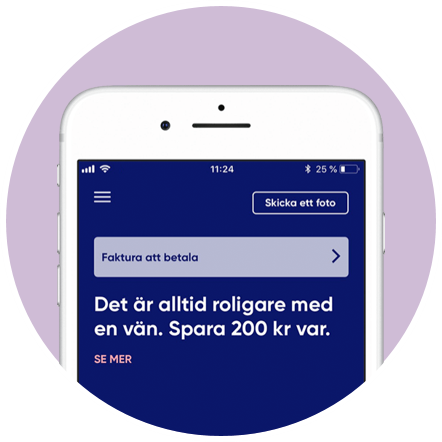 11:24
25 %
Skicka ett foto
Faktura att betala
Det är alltid roligare med
en vän. Spara 200 kr var.
SE MER